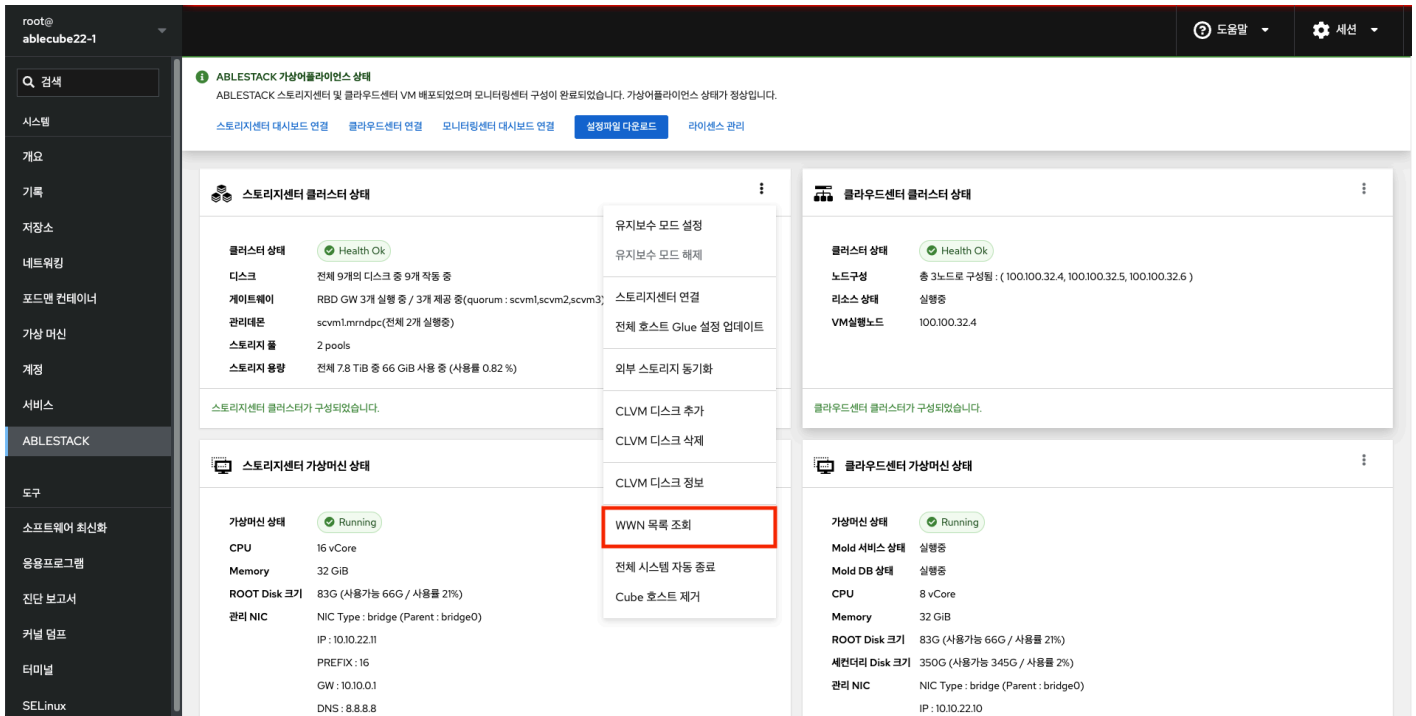 root@
ablecube22-1
도움말
세션
검색
시스템
개요
기록
저장소
네트워킹
포드맨 컨테이너
가상 머신
계정
서비스
ABLESTACK
도구
소프트웨어 최신화
응용프로그램
진단 보고서
커널 덤프
터미널
SELinux
ABLESTACK 가상어플라이언스 상태
ABLESTACK 스토리지센터 및 클라우드센터 VM 배포되었으며 모니터링센터 구성이 완료되었습니다. 가상어플라이언스 상태가 정상입니다.
스토리지센터 대시보드 연결 클라우드센터 연결 모니터링센터 대시보드 연결 설정파일 다운로드 라이센스 관리
스토리지센터 클러스터 상태
클러스터 상태 Health Ok
디스크 전체 9개의 디스크 중 9개 작동 중
게이트웨이 RBD GW 3개 실행 중 / 3개 제공 중(quorum : scvm1,scvm2,scvm3)
관리데몬 scvm1.mrndpc(전체 2개 실행중)
스토리지 풀 2 pools
스토리지 용량 전체 7.8 TiB 중 66 GiB 사용 중 (사용률 0.82 %)
스토리지센터 클러스터가 구성되었습니다.
유지보수 모드 설정
유지보수 모드 해제
스토리지센터 연결
전체 호스트 Glue 설정 업데이트
외부 스토리지 동기화
CLVM 디스크 추가
CLVM 디스크 삭제
CLVM 디스크 정보
WWN 목록 조회
전체 시스템 자동 종료
Cube 호스트 제거
클라우드센터 클러스터 상태
클러스터 상태 Health Ok
노드구성 총 3노드로 구성됨 : ( 100.100.32.4, 100.100.32.5, 100.100.32.6 )
리소스 상태 실행중
VM실행노드 100.100.32.4
클라우드센터 클러스터가 구성되었습니다.
스토리지센터 가상머신 상태
가상머신 상태 Running
CPU 16 vCore
Memory 32 GiB
ROOT Disk 크기 83G (사용가능 66G / 사용률 21%)
관리 NIC NIC Type : bridge (Parent : bridge0)
IP : 10.10.22.11
PREFIX : 16
GW : 10.10.0.1
DNS : 8.8.8.8
클라우드센터 가상머신 상태
가상머신 상태 Running
Mold 서비스 상태 실행중
Mold DB 상태 실행중
CPU 8 vCore
Memory 32 GiB
ROOT Disk 크기 83G (사용가능 66G / 사용률 21%)
세컨더리 Disk 크기 350G (사용가능 345G / 사용률 2%)
관리 NIC NIC Type : bridge (Parent : bridge0)
IP : 10.10.22.10